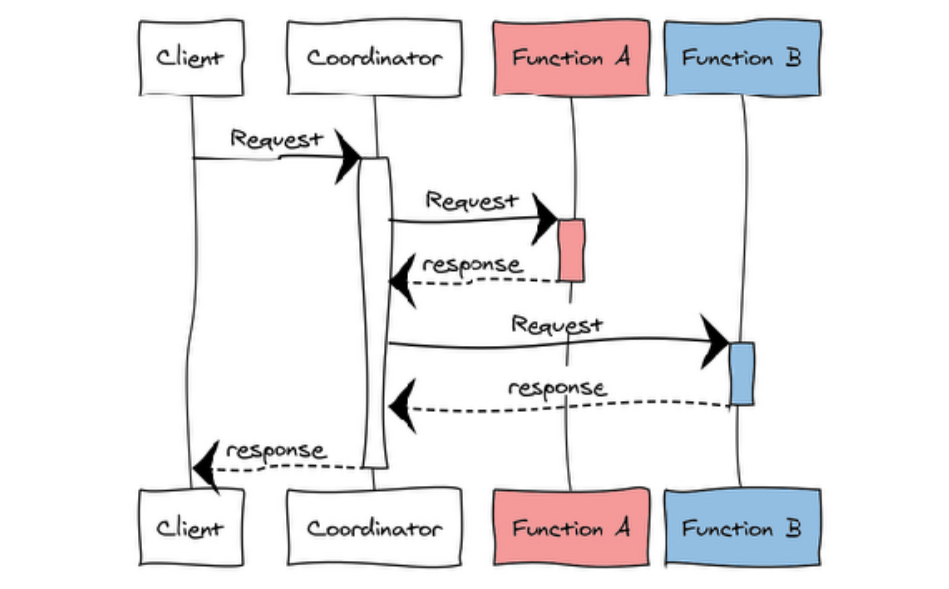 Client
Coordinator
Function A
Function B
Request
Request
response
Request
response
response
Client
Coordinator
Function A
Function B